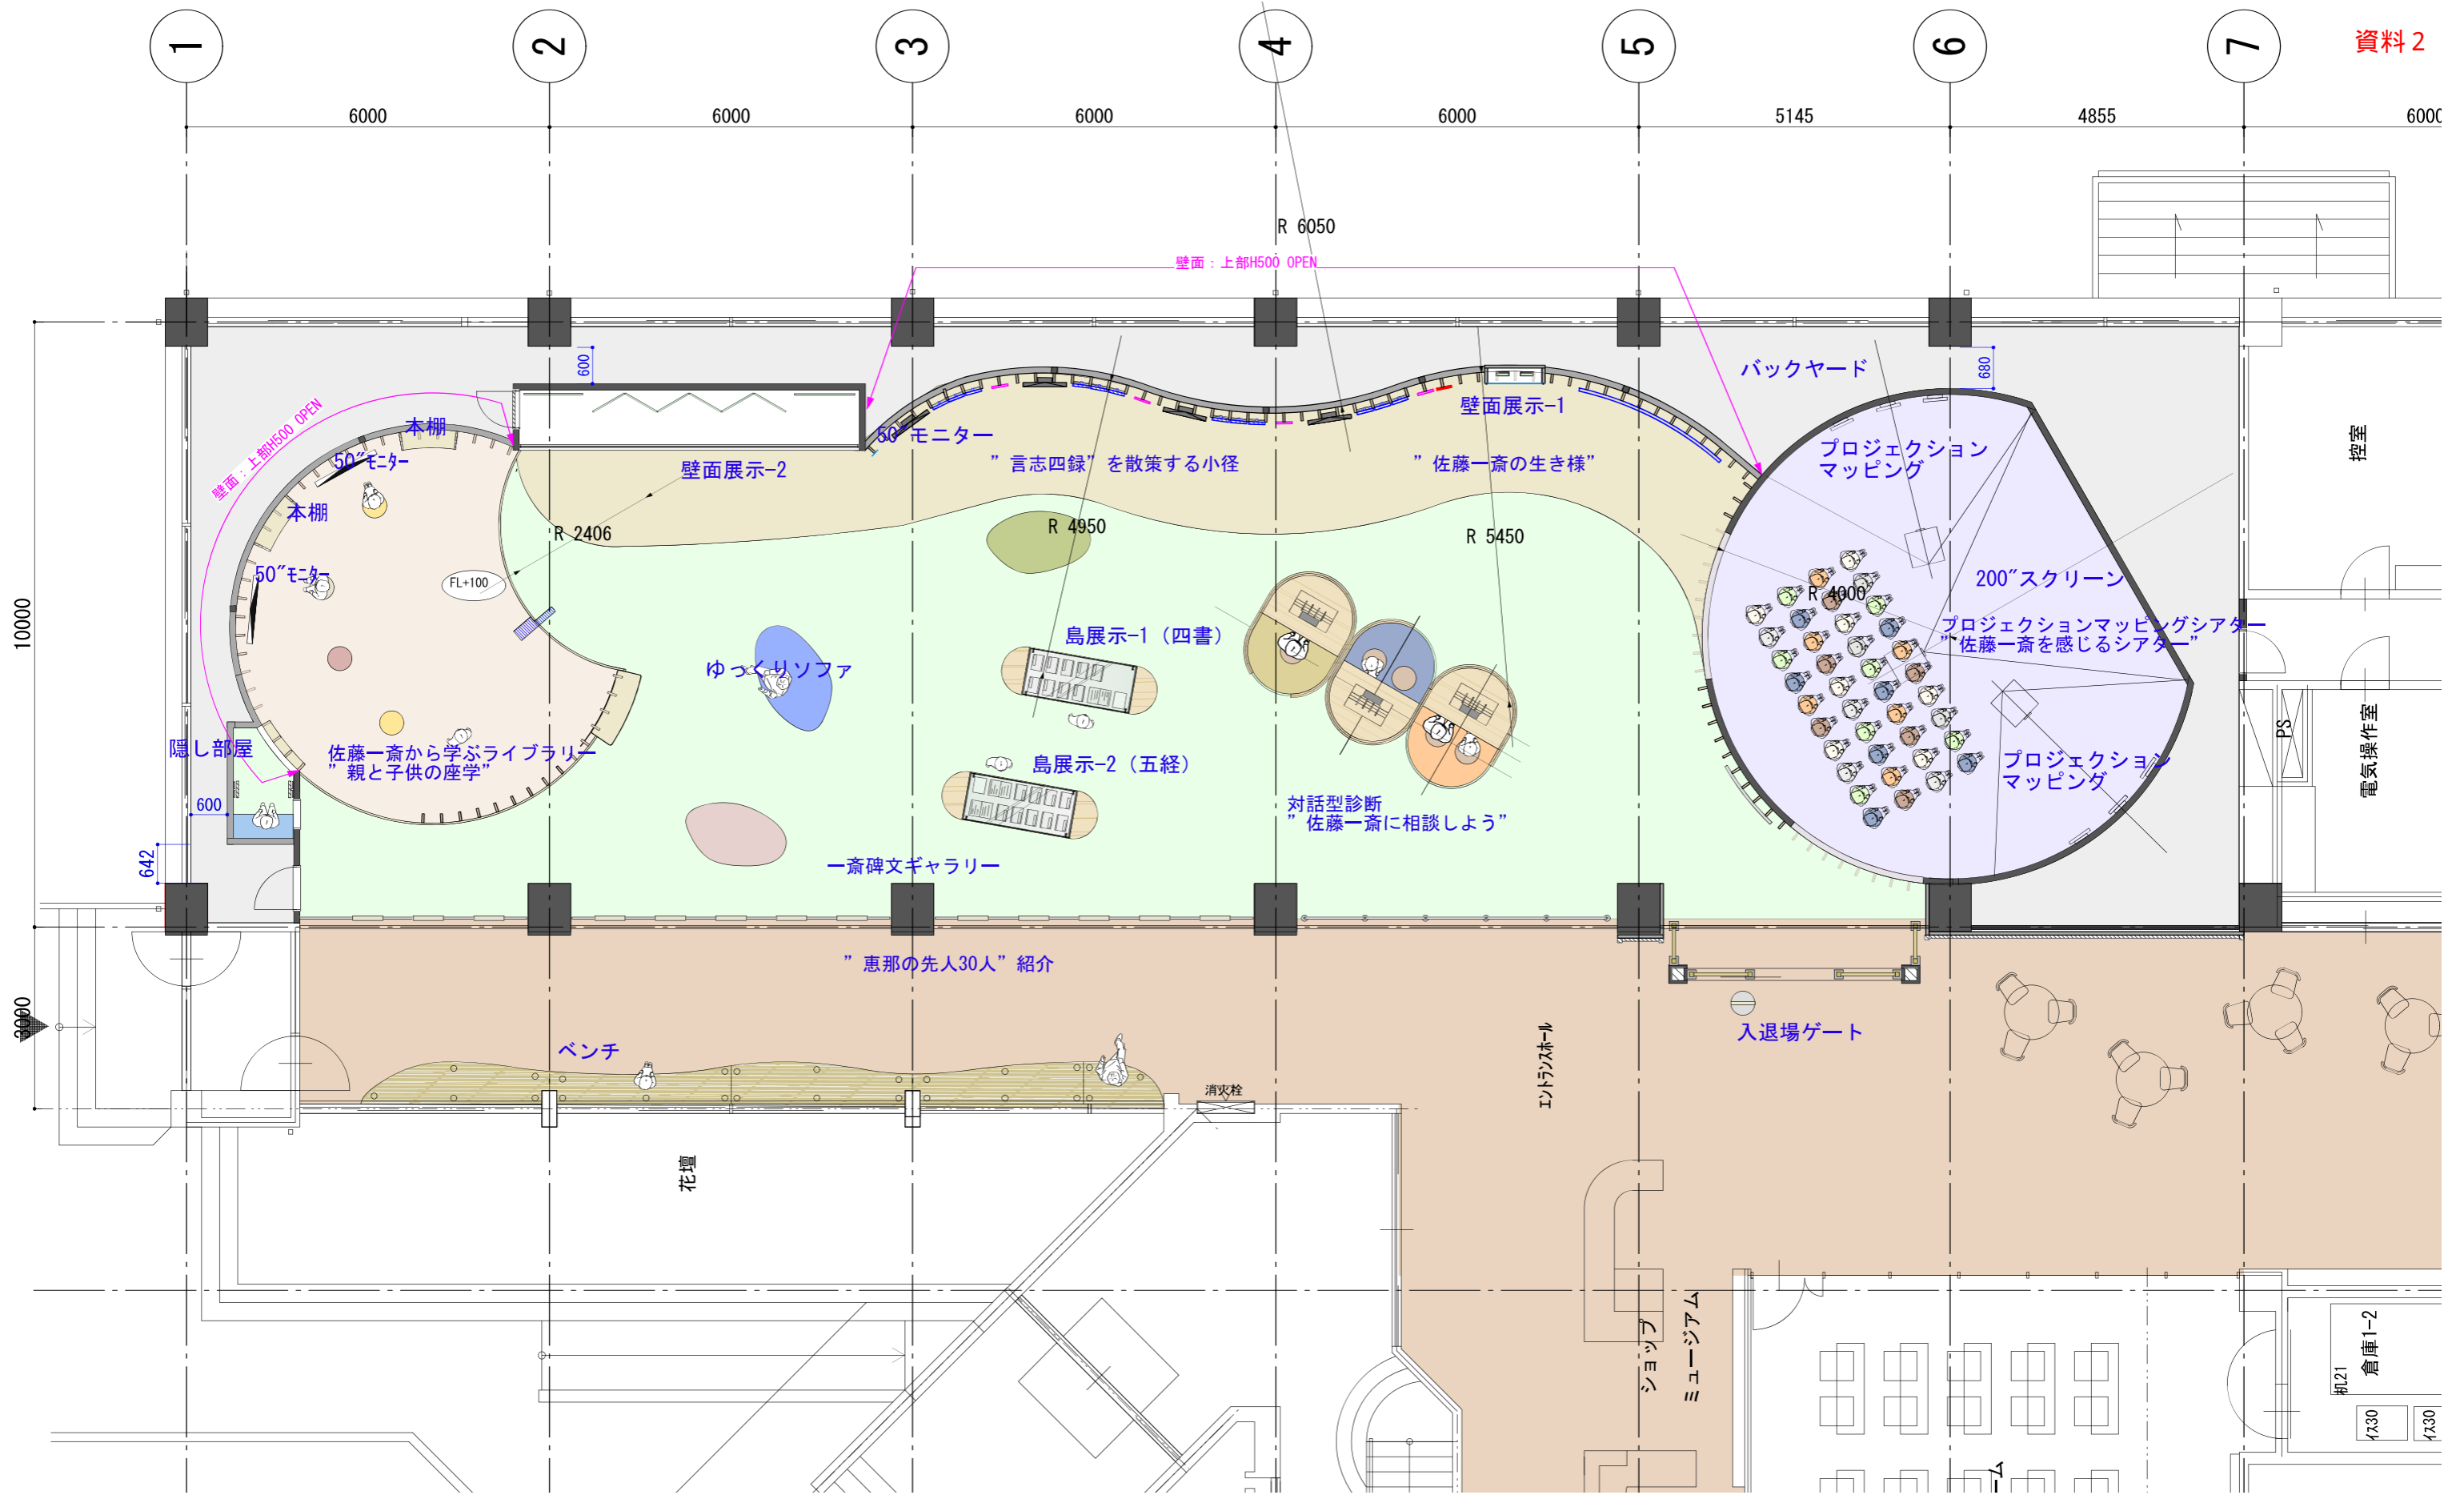 1
2
3
4
5
6
7
資料2
6000
6000
6000
6000
5145
4855
6000
R 6050
壁面：上部H500 OPEN
600
680
バックヤード
壁面：上部H500 OPEN
本棚
50"モニター
壁面展示-1
50"モニター
壁面展示-2
"言志四録"を散策する小径
"佐藤一斎の生き様"
プロジェクション
マッピング
控室
本棚
R 2406
R 4950
R 5450
50"モニター
FL+100
200"スクリーン
R 4000
10000
島展示-1（四書）
プロジェクションマッピングシアター
"佐藤一斎を感じるシアター"
ゆっくりソファ
隠し部屋
佐藤一斎から学ぶライブラリー
"親と子供の座学"
島展示-2（五経）
プロジェクション
マッピング
PS
電気操作室
600
対話型診断
"佐藤一斎に相談しよう"
642
一斎碑文ギャラリー
"恵那の先人30人"紹介
3000
ベンチ
入退場ゲート
エントランスホール
消火栓
花壇
ショップ
ミュージアム
倉庫1-2
机21
イス30
イス30
ーム